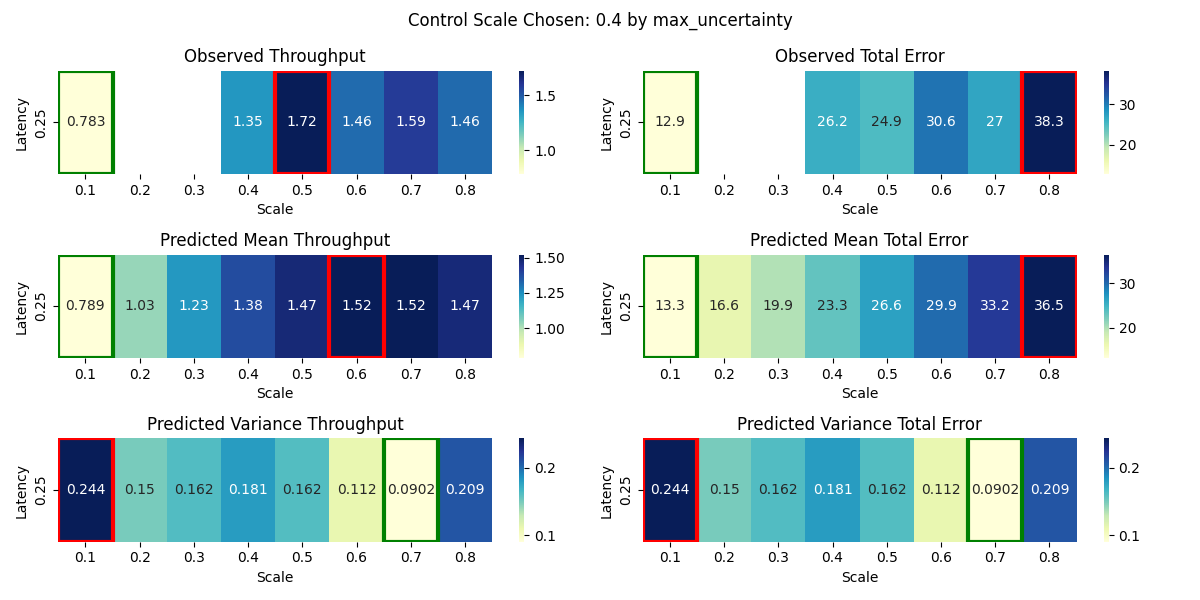 Control Scale Chosen: 0.4 by max_uncertainty
Observed Throughput
Latency
0.25
0.783 1.35 1.72 1.46 1.59 1.46
0.1 0.2 0.3 0.4 0.5 0.6 0.7 0.8
Scale
1.5
1.0
Observed Total Error
Latency
0.25
12.9 26.2 24.9 30.6 27 38.3
0.1 0.2 0.3 0.4 0.5 0.6 0.7 0.8
Scale
30
20
Predicted Mean Throughput
Latency
0.25
0.789 1.03 1.23 1.38 1.47 1.52 1.52 1.47
0.1 0.2 0.3 0.4 0.5 0.6 0.7 0.8
Scale
1.50
1.25
1.00
Predicted Mean Total Error
Latency
0.25
13.3 16.6 19.9 23.3 26.6 29.9 33.2 36.5
0.1 0.2 0.3 0.4 0.5 0.6 0.7 0.8
Scale
30
20
Predicted Variance Throughput
Latency
0.25
0.244 0.15 0.162 0.181 0.162 0.112 0.0902 0.209
0.1 0.2 0.3 0.4 0.5 0.6 0.7 0.8
Scale
0.2
0.1
Predicted Variance Total Error
Latency
0.25
0.244 0.15 0.162 0.181 0.162 0.112 0.0902 0.209
0.1 0.2 0.3 0.4 0.5 0.6 0.7 0.8
Scale
0.2
0.1